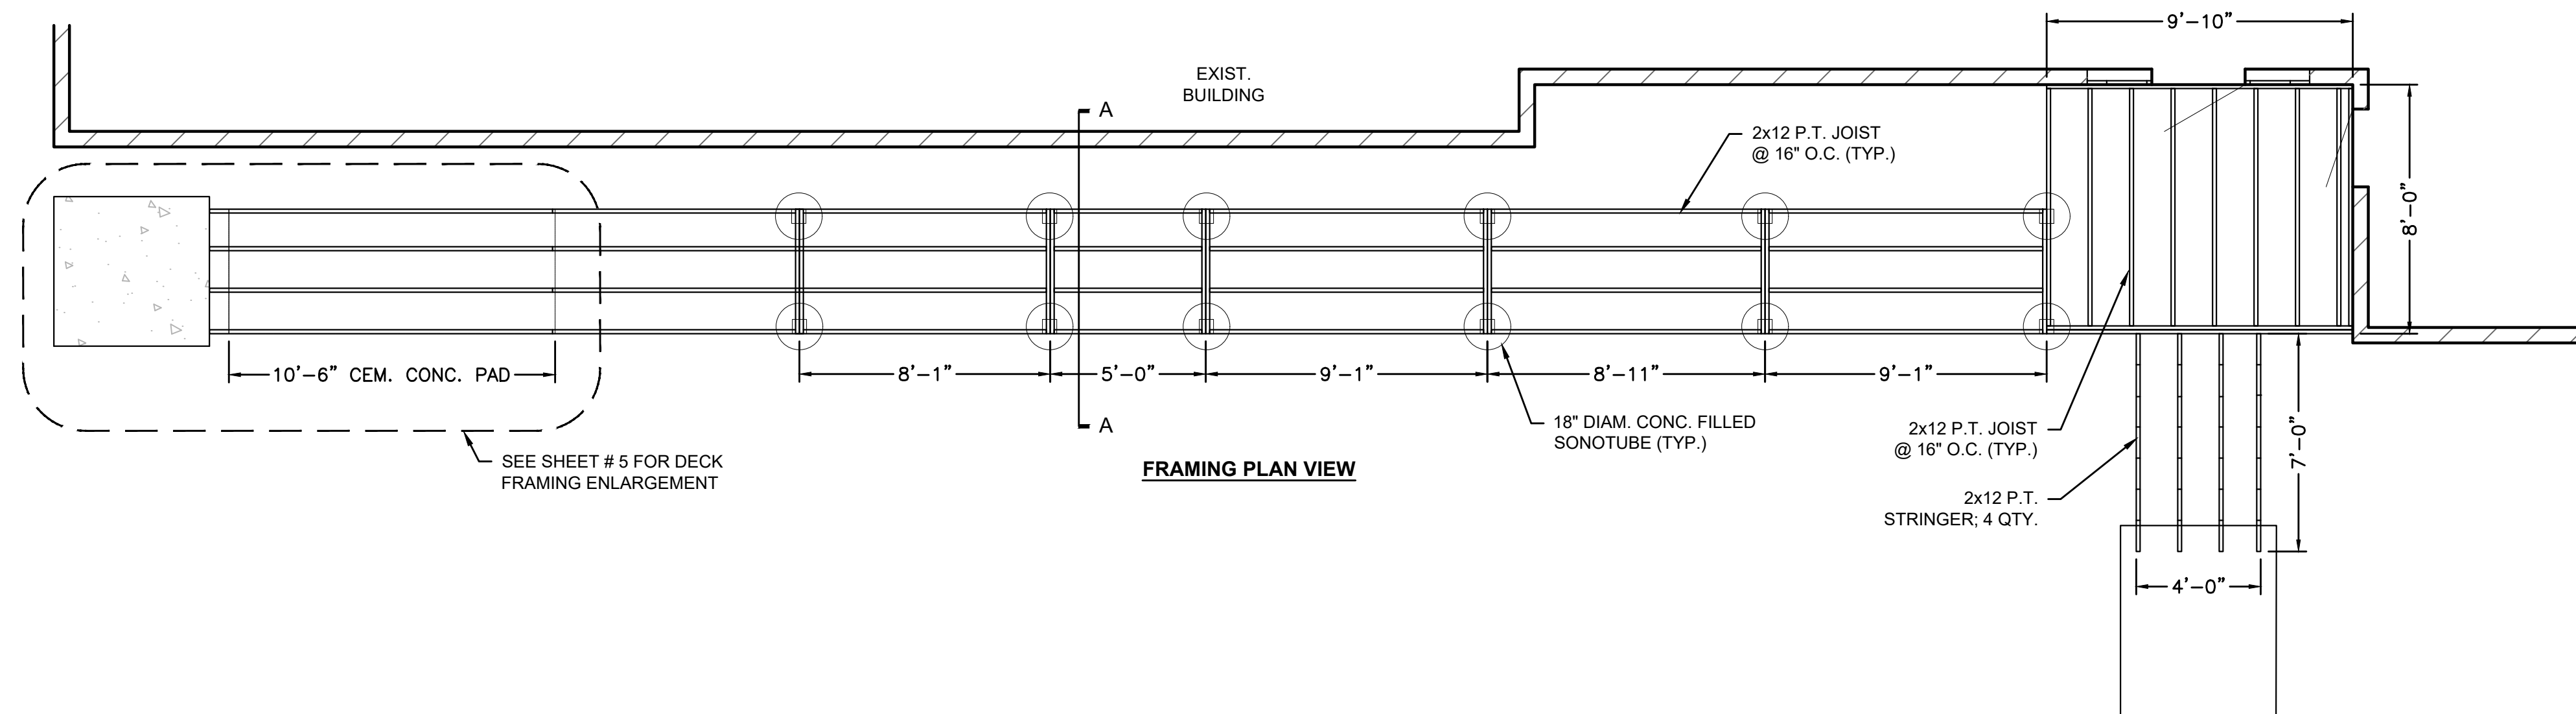 9'-10"
EXIST.
BUILDING
A
2x12 P.T. JOIST
@ 16" O.C. (TYP.)
8'-0"
10'-6" CEM. CONC. PAD
8'-1"
5'-0"
9'-1"
8'-11"
9'-1"
A
18" DIAM. CONC. FILLED
SONOTUBE (TYP.)
2x12 P.T. JOIST
@ 16" O.C. (TYP.)
7'-0"
SEE SHEET # 5 FOR DECK
FRAMING ENLARGEMENT
FRAMING PLAN VIEW
2x12 P.T.
STRINGER; 4 QTY.
4'-0"